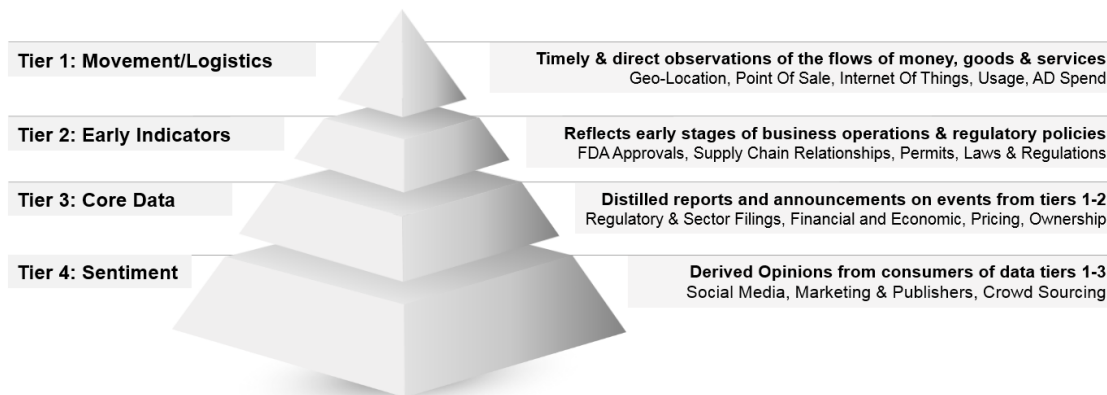 Tier 1: Movement/Logistics
Timely & direct observations of the flows of money, goods & services
Geo-Location, Point Of Sale, Internet Of Things, Usage, AD Spend
Tier 2: Early Indicators
Reflects early stages of business operations & regulatory policies
FDA Approvals, Supply Chain Relationships, Permits, Laws & Regulations
Tier 3: Core Data
Distilled reports and announcements on events from tiers 1-2
Regulatory & Sector Filings, Financial and Economic, Pricing, Ownership
Tier 4: Sentiment
Derived Opinions from consumers of data tiers 1-3
Social Media, Marketing & Publishers, Crowd Sourcing